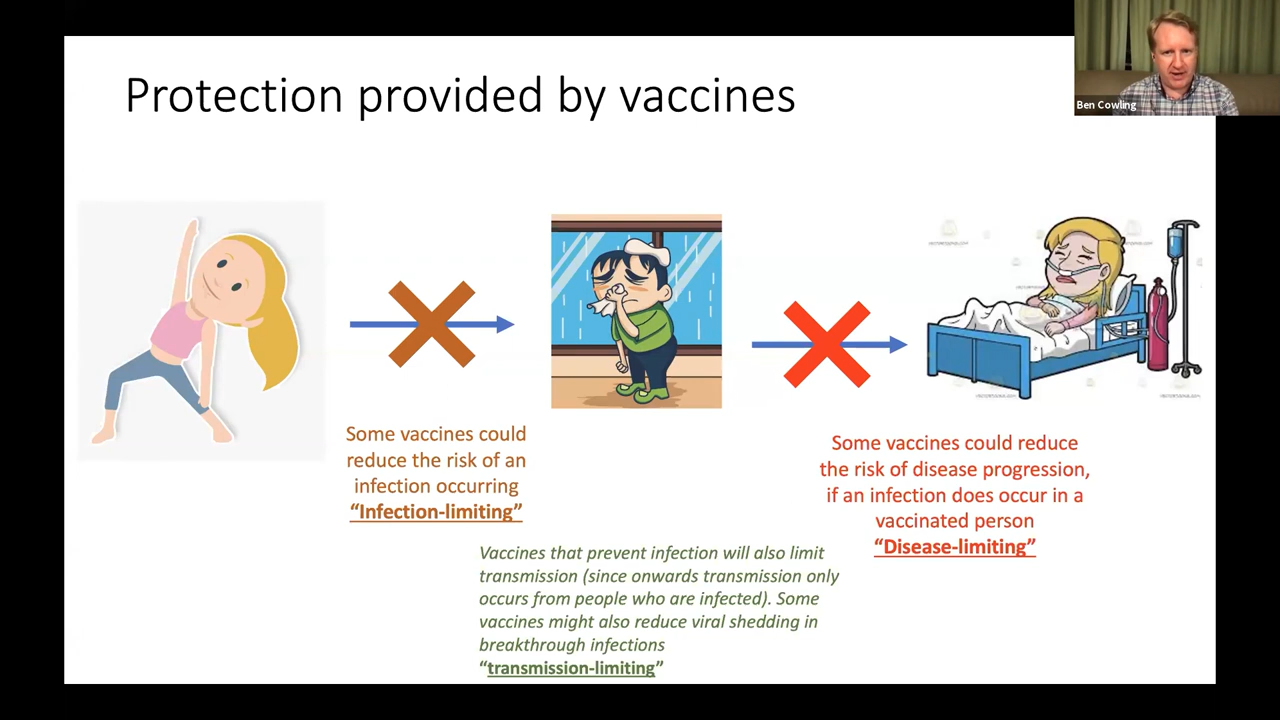 Protection provided by vaccines
Ben Cowling
Some vaccines could
reduce the risk of an
infection occurring
“Infection-limiting”
Some vaccines could reduce
the risk of disease progression,
if an infection does occur in a
vaccinated person
“Disease-limiting”
Vaccines that prevent infection will also limit
transmission (since onwards transmission only
occurs from people who are infected). Some
vaccines might also reduce viral shedding in
breakthrough infections
“transmission-limiting”